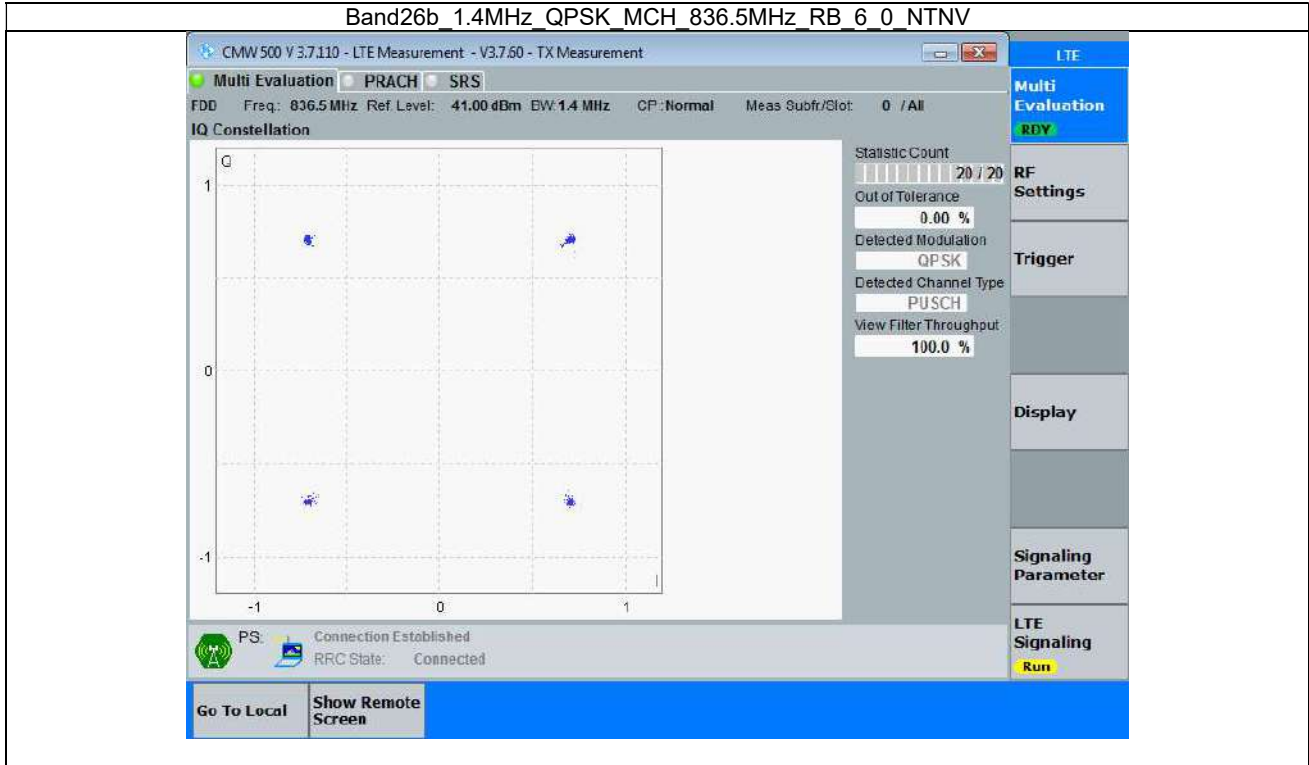 Band26b_1.4MHz_QPSK_MCH_836.5MHz_RB_6_0_NTNV
CMW 500 V 3.7.110 - LTE Measurement - V3.7.60 - TX Measurement
LTE
Multi Evaluation PRACH SRS
Multi
Evaluation
RDY
FDD Freq.: 836.5 MHz Ref. Level: 41.00 dBm BW: 1.4 MHz CP: Normal Meas Subfr/Slot: 0 / All
IQ Constellation
Q
1
0
-1
-1 0 1
I
Statistic Count
20 / 20
Out of Tolerance
0.00 %
Detected Modulation
QPSK
Detected Channel Type
PUSCH
View Filter Throughput
100.0 %
RF
Settings
Trigger
Display
Signaling
Parameter
LTE
Signaling
Run
PS: Connection Established
RRC State: Connected
Go To Local
Show Remote
Screen